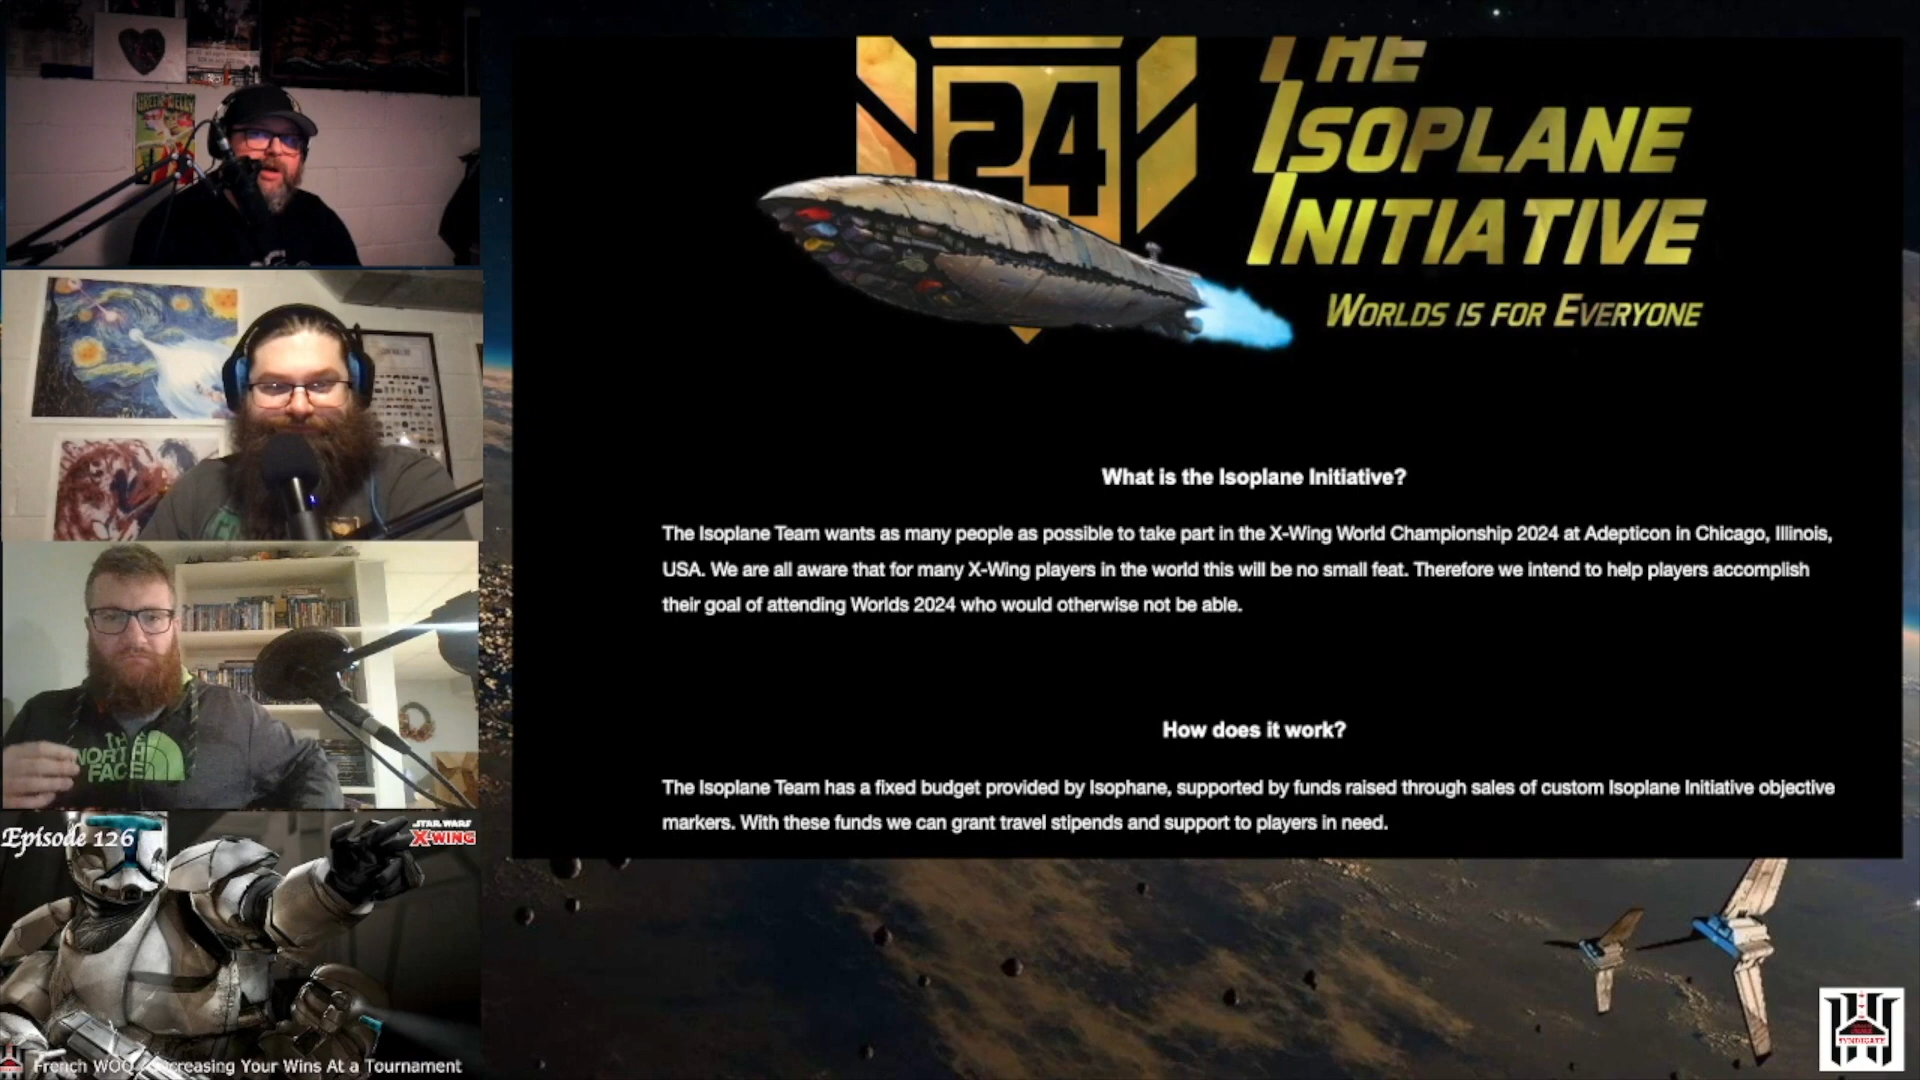 THE
ISOPLANE
INITIATIVE
WORLDS IS FOR EVERYONE
24
What is the Isoplane Initiative?
The Isoplane Team wants as many people as possible to take part in the X-Wing World Championship 2024 at Adepticon in Chicago, Illinois,
USA. We are all aware that for many X-Wing players in the world this will be no small feat. Therefore we intend to help players accomplish
their goal of attending Worlds 2024 who would otherwise not be able.
How does it work?
The Isoplane Team has a fixed budget provided by Isophane, supported by funds raised through sales of custom Isoplane Initiative objective
markers. With these funds we can grant travel stipends and support to players in need.
THE
NORTH
FACE
Episode 126
STAR WARS
X-WING
French WOO
Your Wins At a Tournament
SYNDICATE